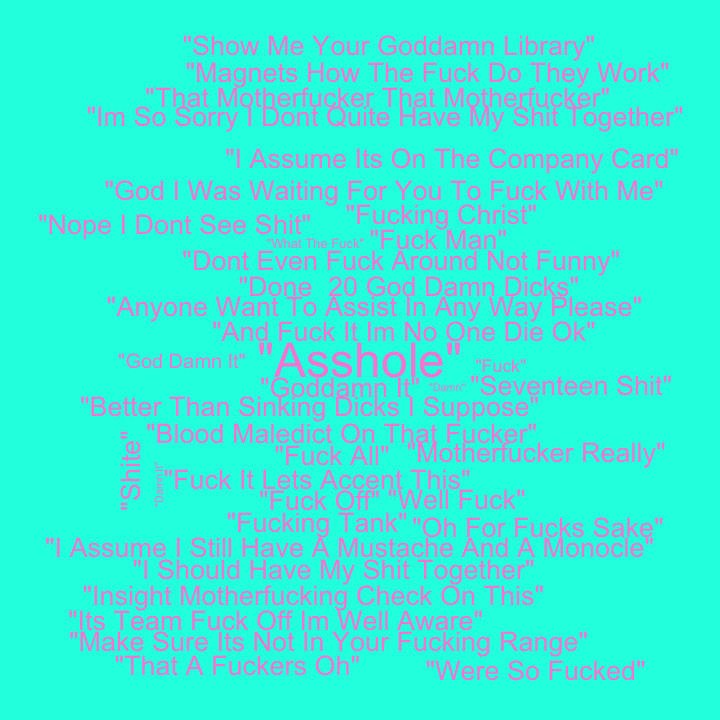 "Show Me Your Goddamn Library"
"Magnets How The Fuck Do They Work"
"That Motherfucker That Motherfucker"
"Im So Sorry I Dont Quite Have My Shit Together"
"I Assume Its On The Company Card"
"God I Was Waiting For You To Fuck With Me"
"Fucking Christ"
"Nope I Dont See Shit"
"What The Fuck" "Fuck Man"
"Dont Even Fuck Around Not Funny"
"Done  20 God Damn Dicks"
"Anyone Want To Assist In Any Way Please"
"And Fuck It Im No One Die Ok"
"God Damn It" "Asshole" "Fuck"
"Goddamn It" "Damn" "Seventeen Shit"
"Better Than Sinking Dicks I Suppose"
"Blood Maledict On That Fucker"
"Fuck All" "Motherfucker Really"
"Shite"
"Dammit"
"Fuck It Lets Accent This"
"Fuck Off" "Well Fuck"
"Fucking Tank" "Oh For Fucks Sake"
"I Assume I Still Have A Mustache And A Monocle"
"I Should Have My Shit Together"
"Insight Motherfucking Check On This"
"Its Team Fuck Off Im Well Aware"
"Make Sure Its Not In Your Fucking Range"
"That A Fuckers Oh" "Were So Fucked"